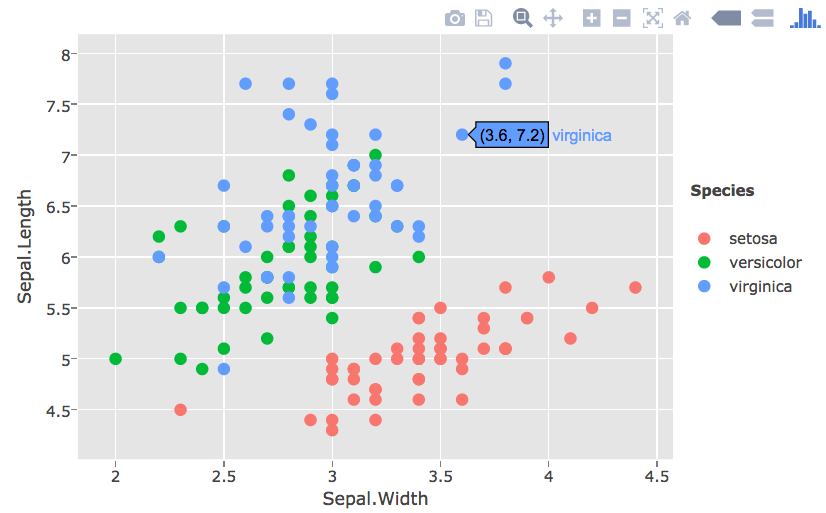 8
7.5
7
6.5
6
5.5
5
4.5
Sepal.Length
(3.6, 7.2) virginica
Species
setosa
versicolor
virginica
2 2.5 3 3.5 4 4.5
Sepal.Width